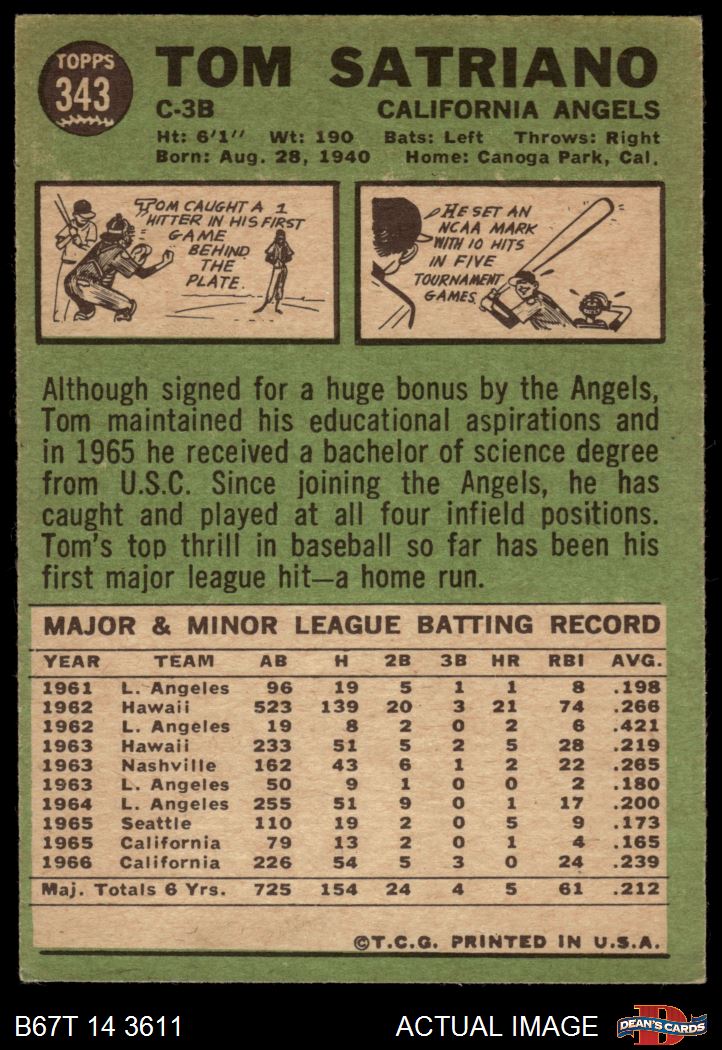 TOPPS
343
TOM SATRIANO
C-3B CALIFORNIA ANGELS
Ht: 6'1" Wt: 190 Bats: Left Throws: Right
Born: Aug. 28, 1940 Home: Canoga Park, Cal.
TOM CAUGHT A 1
HITTER IN HIS FIRST
GAME
BEHIND
THE
PLATE.
HE SET AN
NCAA MARK
WITH 10 HITS
IN FIVE
TOURNAMENT
GAMES.
Although signed for a huge bonus by the Angels,
Tom maintained his educational aspirations and
in 1965 he received a bachelor of science degree
from U.S.C. Since joining the Angels, he has
caught and played at all four infield positions.
Tom's top thrill in baseball so far has been his
first major league hit—a home run.
MAJOR & MINOR LEAGUE BATTING RECORD
YEAR TEAM AB H 2B 3B HR RBI AVG.
1961 L. Angeles 96 19 5 1 1 8 .198
1962 Hawaii 523 139 20 3 21 74 .266
1962 L. Angeles 19 8 2 0 2 6 .421
1963 Hawaii 233 51 5 2 5 28 .219
1963 Nashville 162 43 6 1 2 22 .265
1963 L. Angeles 50 9 1 0 0 2 .180
1964 L. Angeles 255 51 9 0 1 17 .200
1965 Seattle 110 19 2 0 5 9 .173
1965 California 79 13 2 0 1 4 .165
1966 California 226 54 5 3 0 24 .239
Maj. Totals 6 Yrs. 725 154 24 4 5 61 .212
©T.C.G. PRINTED IN U.S.A.
B67T 14 3611 ACTUAL IMAGE
D
DEAN'S CARDS